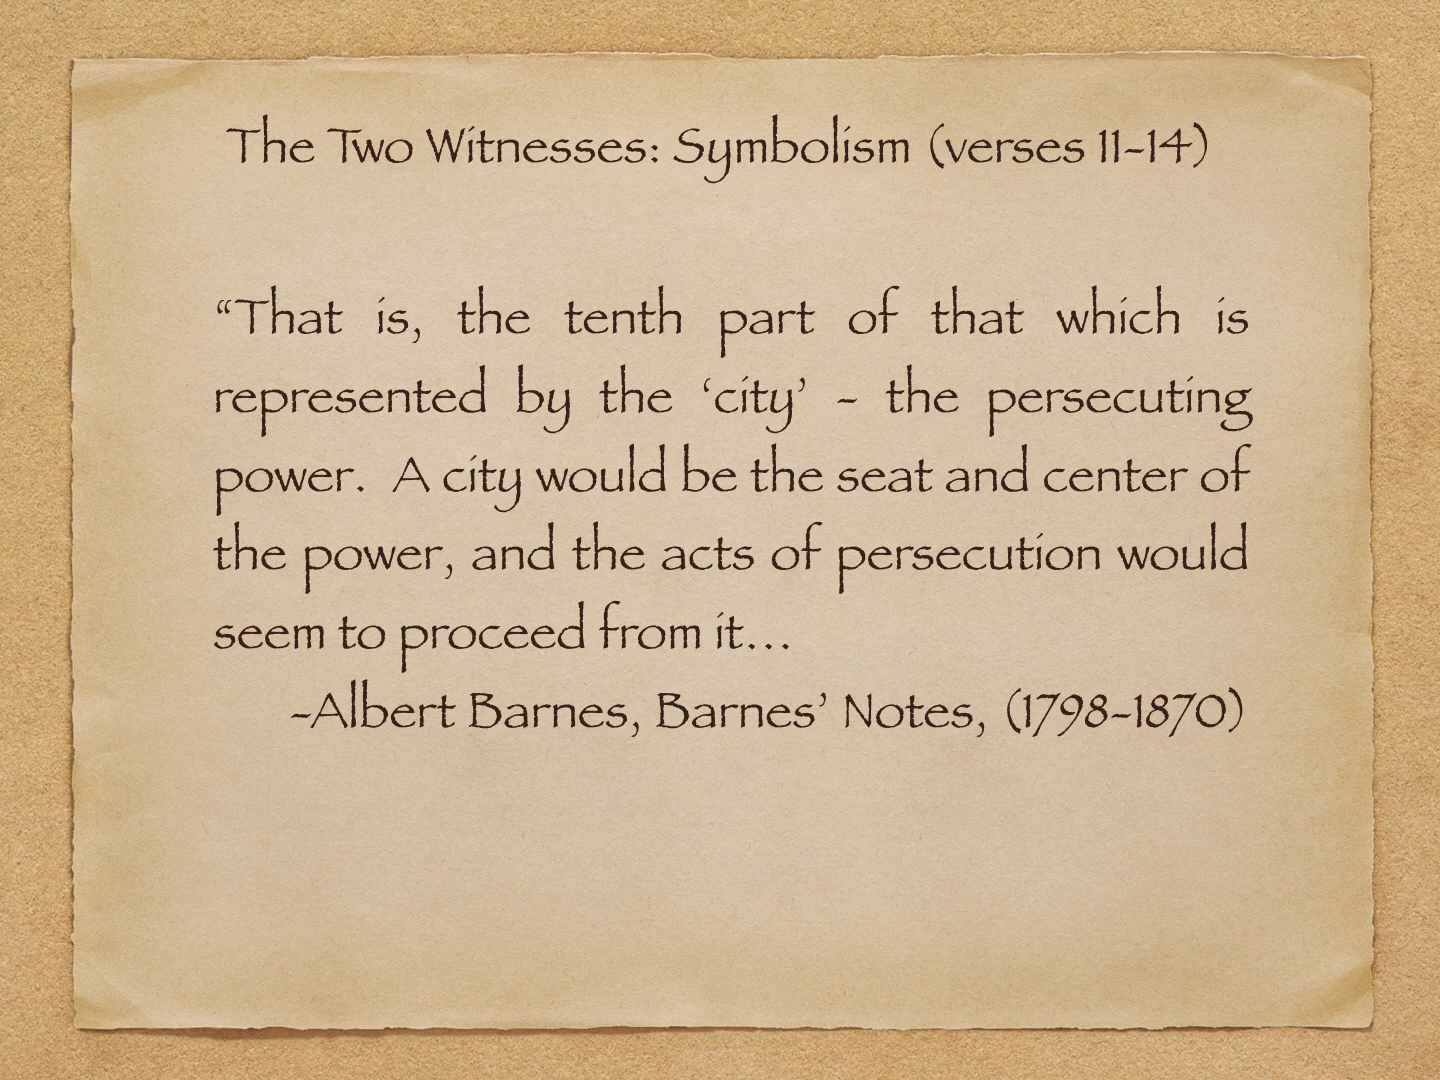 The Two Witnesses: Symbolism (verses 11-14)
“That is, the tenth part of that which is
represented by the ‘city’ - the persecuting
power.  A city would be the seat and center of
the power, and the acts of persecution would
seem to proceed from it…
-Albert Barnes, Barnes’ Notes, (1798-1870)